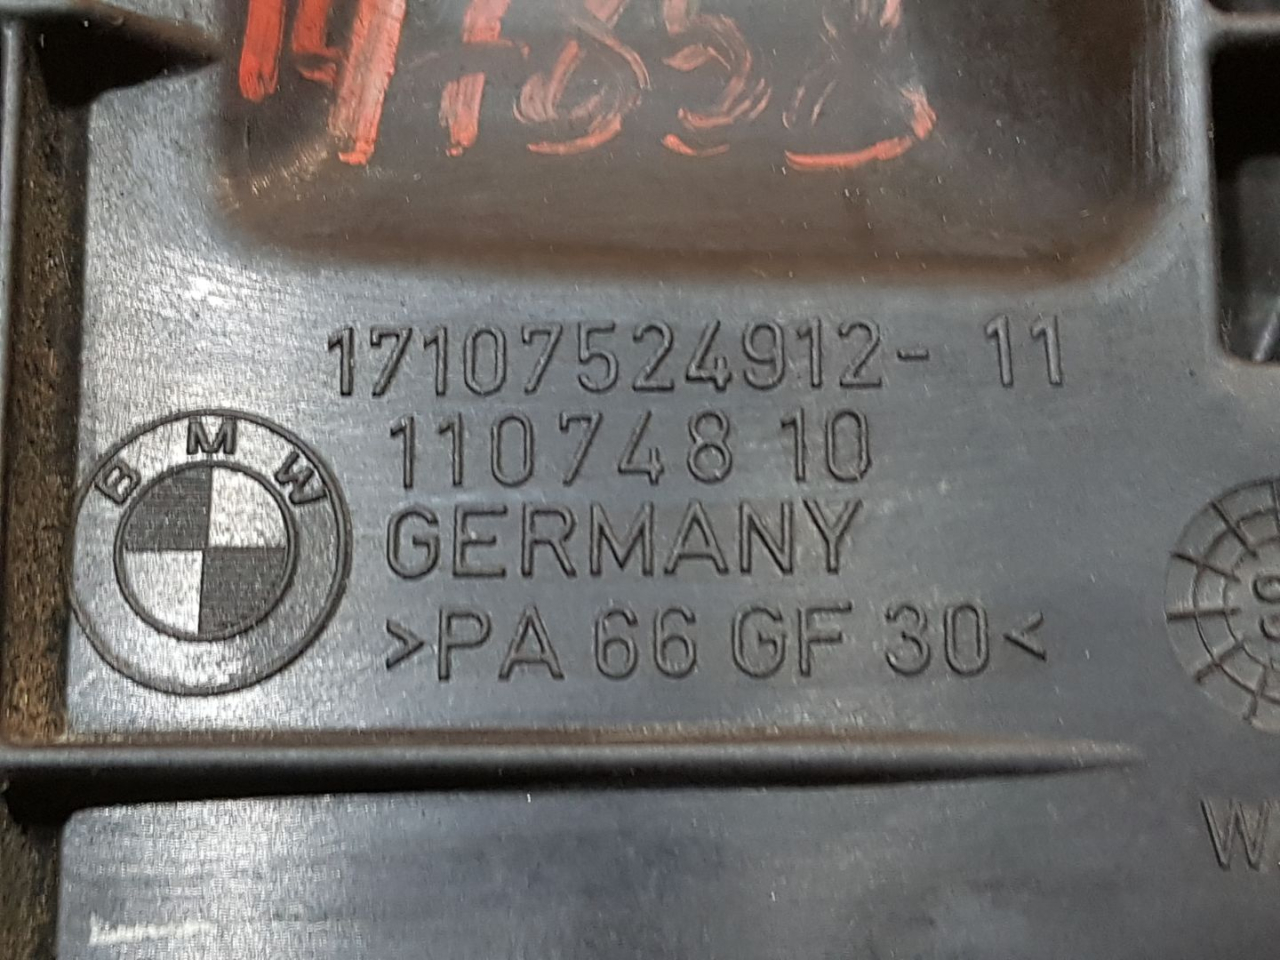 17107524912- 11
110748 10
BMW
GERMANY
>PA 66 GF 30<
W